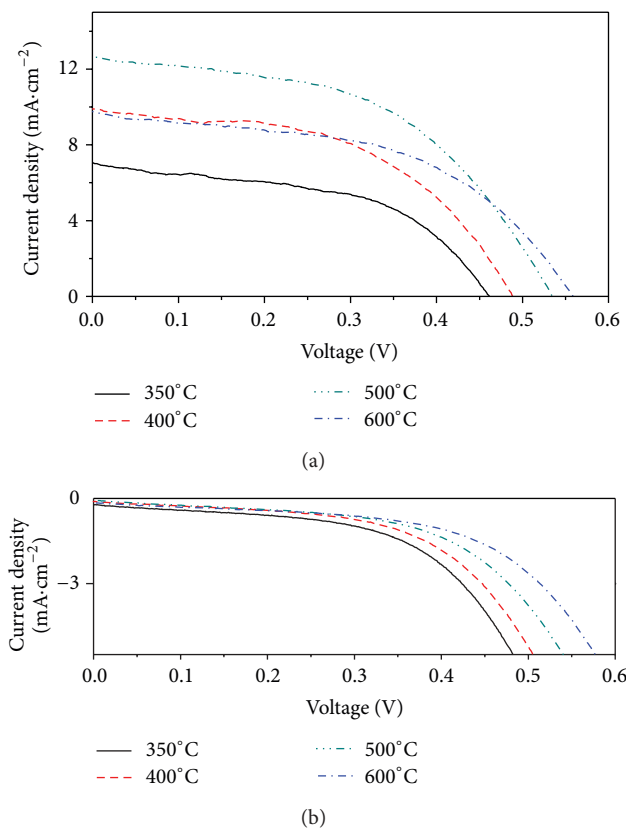 12
8
4
0
Current density (mA·cm⁻²)
0.0 0.1 0.2 0.3 0.4 0.5 0.6
Voltage (V)
350°C 500°C
400°C 600°C
(a)
0
−3
Current density
(mA·cm⁻²)
0.0 0.1 0.2 0.3 0.4 0.5 0.6
Voltage (V)
350°C 500°C
400°C 600°C
(b)